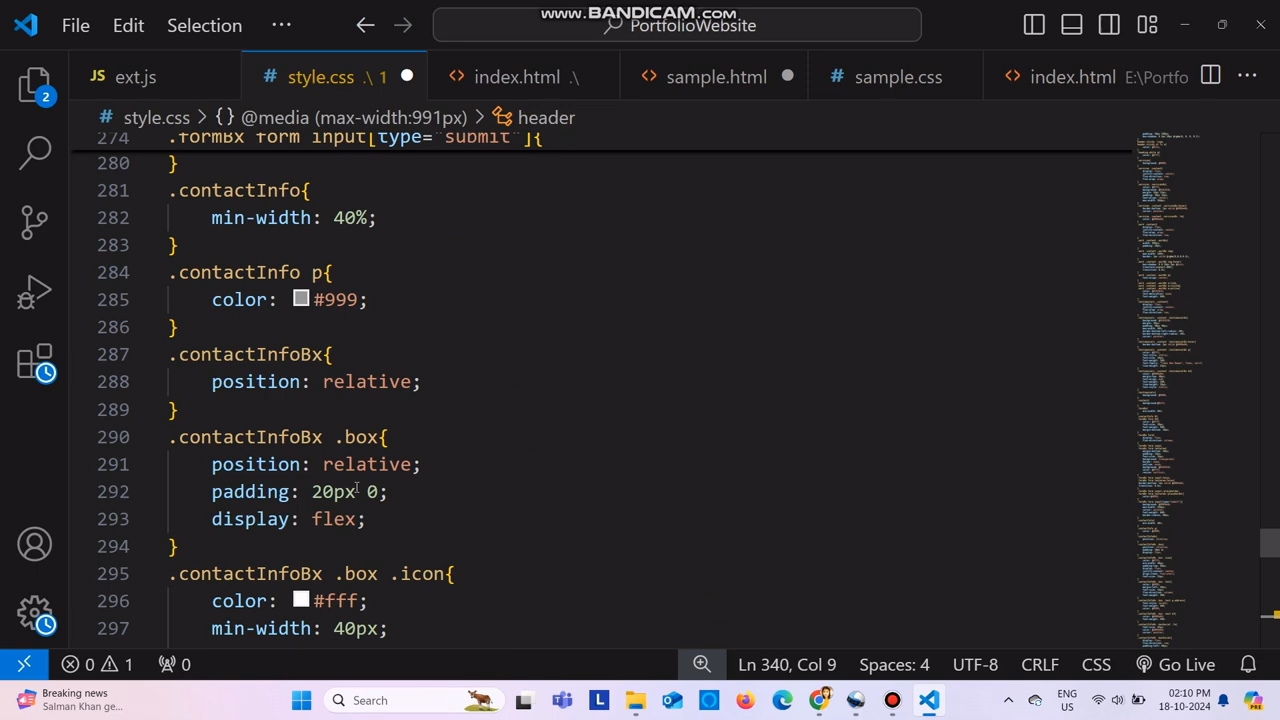 www.BANDICAM.com
File Edit Selection ··· PortfolioWebsite
JS ext.js # style.css .\ 1 index.html .\ sample.html # sample.css index.html E:\Portfo ···
# style.css > {} @media (max-width:991px) > header
274 .formBx form input[type="submit"]{
280 }
281 .contactInfo{
282 min-width: 40%;
283 }
284 .contactInfo p{
285 color: #999;
286 }
287 .contactInfoBx{
288 position: relative;
289 }
290 .contactInfoBx .box{
291 position: relative;
292 padding: 20px 0;
293 display: flex;
294 }
295 .contactInfoBx .box .icon{
296 color: #fff;
297 min-width: 40px;
2
0 1 0 Ln 340, Col 9 Spaces: 4 UTF-8 CRLF CSS Go Live
Breaking news
Salman Khan ge...
Search
ENG
US
02:10 PM
18-10-2024